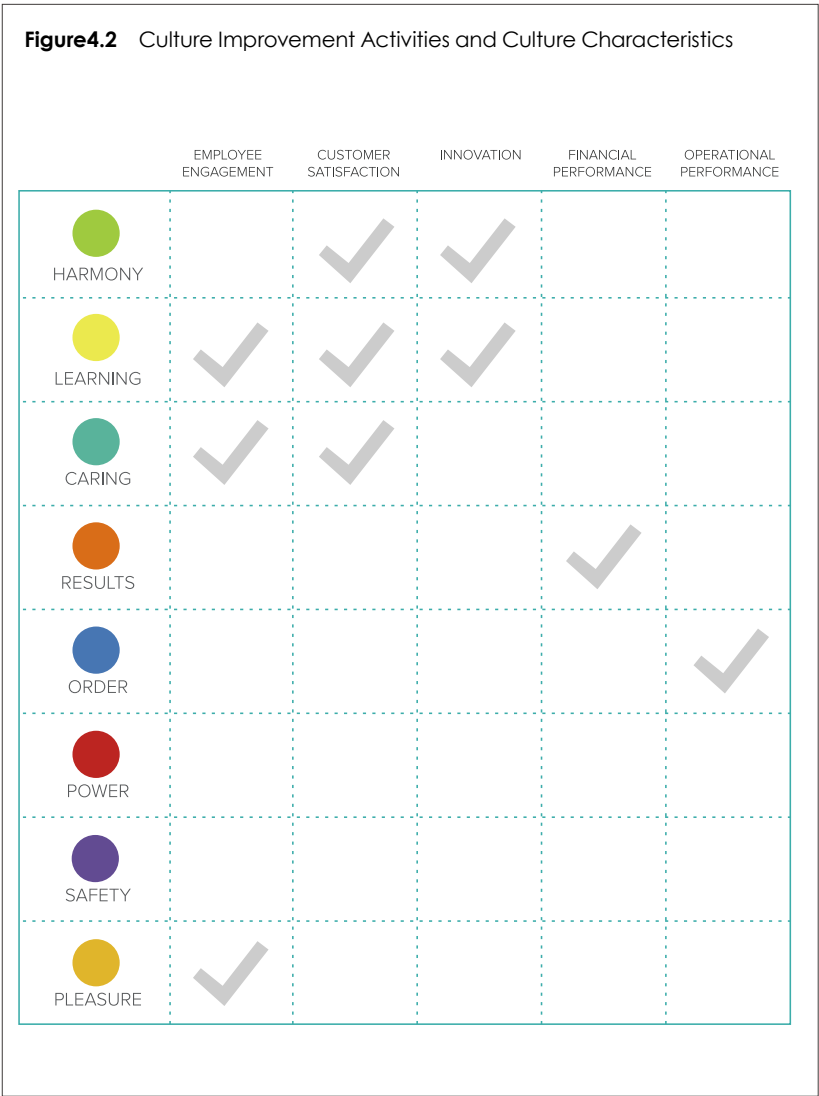 Figure4.2 Culture Improvement Activities and Culture Characteristics
EMPLOYEE ENGAGEMENT
CUSTOMER SATISFACTION
INNOVATION
FINANCIAL PERFORMANCE
OPERATIONAL PERFORMANCE
HARMONY
LEARNING
CARING
RESULTS
ORDER
POWER
SAFETY
PLEASURE